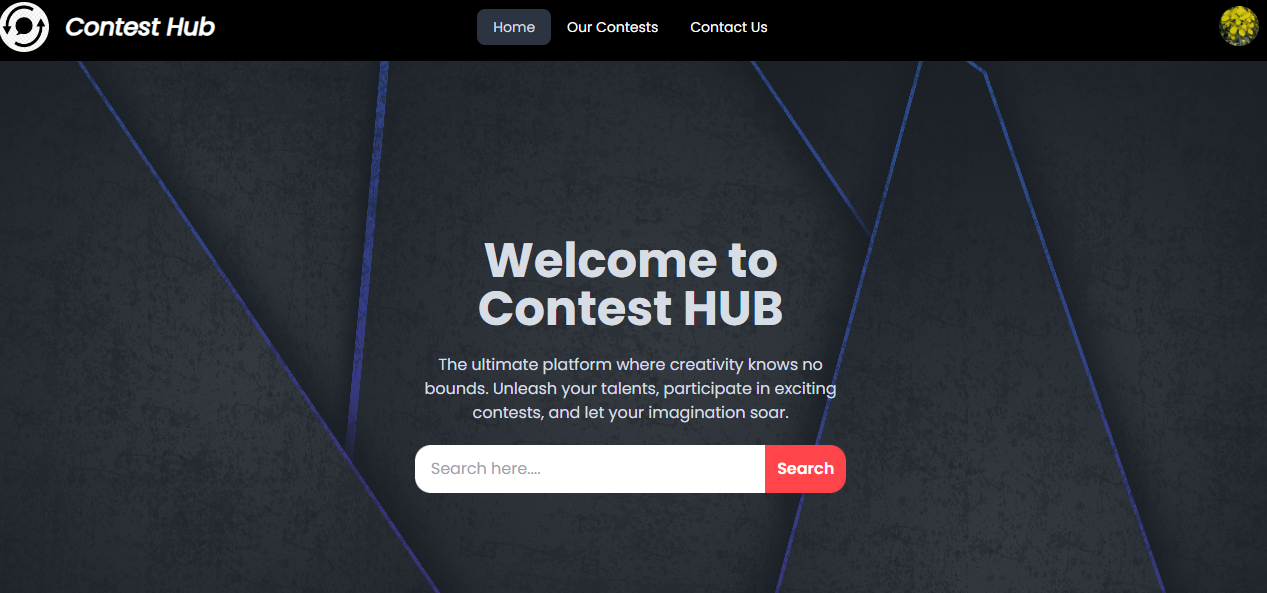 Contest Hub
Home
Our Contests
Contact Us
Welcome to
Contest HUB
The ultimate platform where creativity knows no
bounds. Unleash your talents, participate in exciting
contests, and let your imagination soar.
Search here....
Search